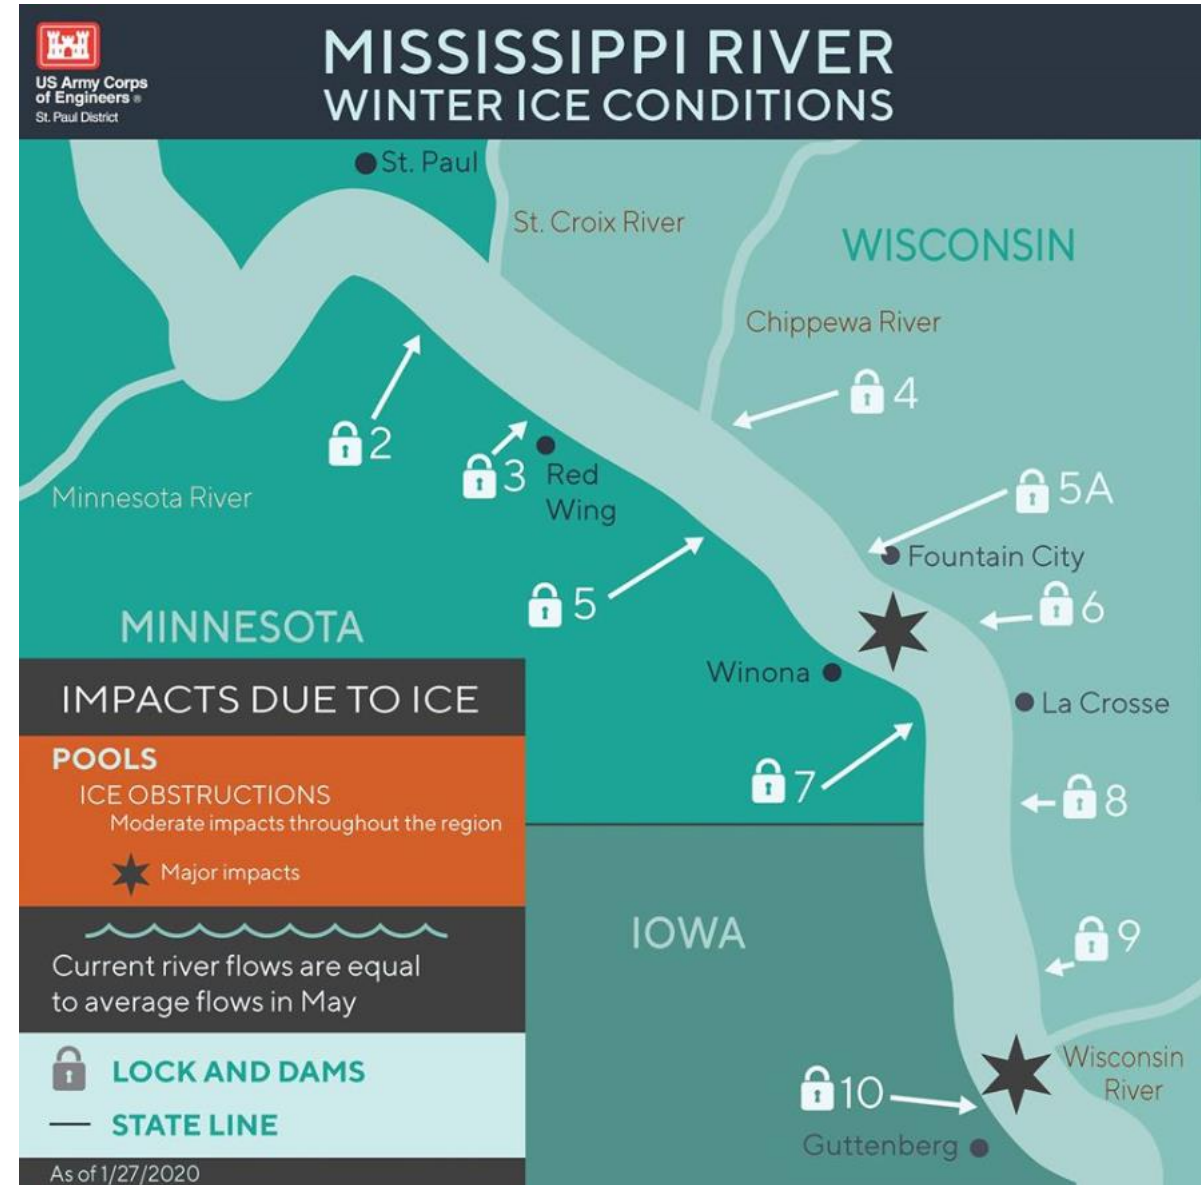 US Army Corps
of Engineers ®
St. Paul District
MISSISSIPPI RIVER
WINTER ICE CONDITIONS
St. Paul
St. Croix River
WISCONSIN
Chippewa River
4
2
3
Red
Wing
Minnesota River
5A
Fountain City
5
6
MINNESOTA
Winona
La Crosse
7
8
IMPACTS DUE TO ICE
POOLS
ICE OBSTRUCTIONS
Moderate impacts throughout the region
Major impacts
Current river flows are equal
to average flows in May
LOCK AND DAMS
STATE LINE
As of 1/27/2020
IOWA
9
Wisconsin
River
10
Guttenberg